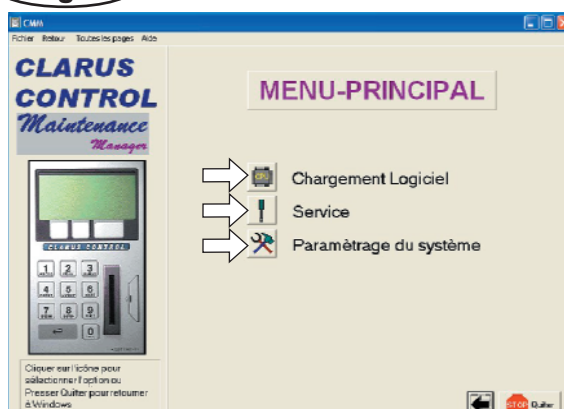 CMM
Fichier Retour Toutes les pages Aide
CLARUS
CONTROL
Maintenance
Manager
MENU-PRINCIPAL
Chargement Logiciel
Service
Paramètrage du système
CLARUS CONTROL
1 2 3
4 5 6
7 8 9
0
Cliquer sur l'icône pour
sélectionner l'option ou
Presser Quitter pour retourner
à Windows
STOP Quitter